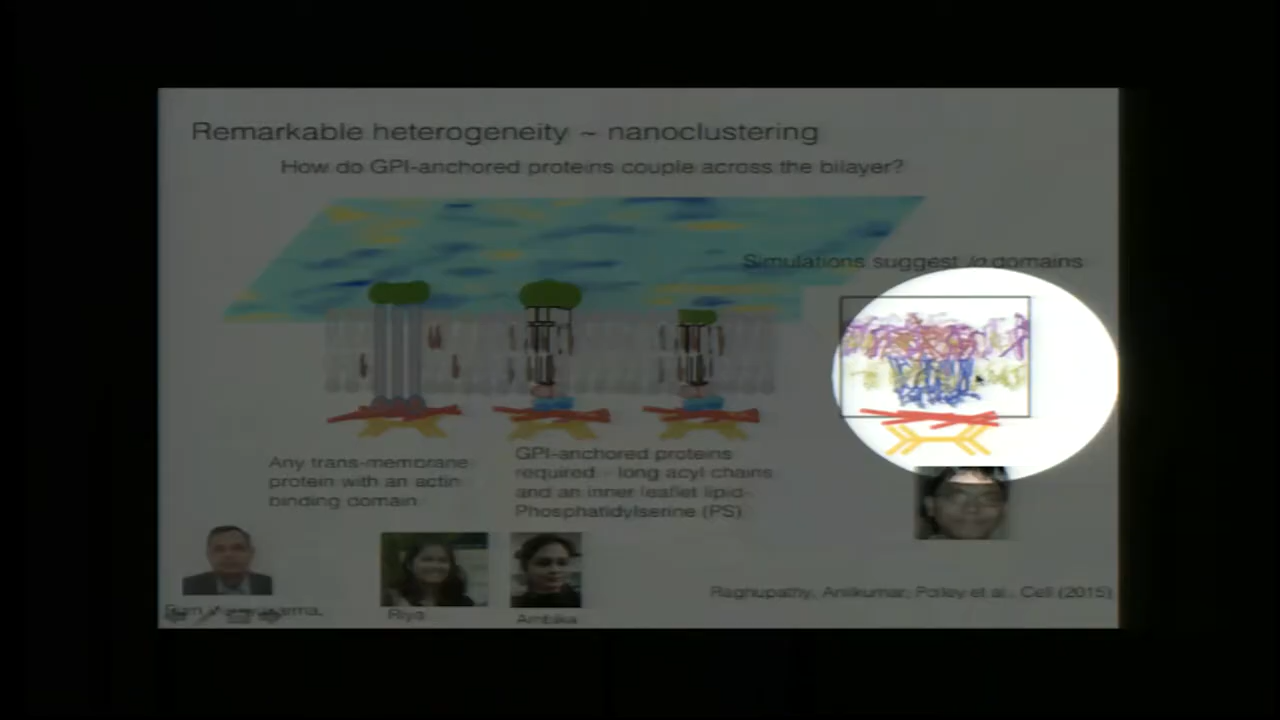 Remarkable heterogeneity ~ nanoclustering
How do GPI-anchored proteins couple across the bilayer?
Simulations suggest lo domains
Any trans-membrane
protein with an actin
binding domain
GPI-anchored proteins
required - long acyl chains
and an inner leaflet lipid-
Phosphatidylserine (PS)
Raghupathy, Anilkumar, Polley et al., Cell (2015)
Riya
Ambika